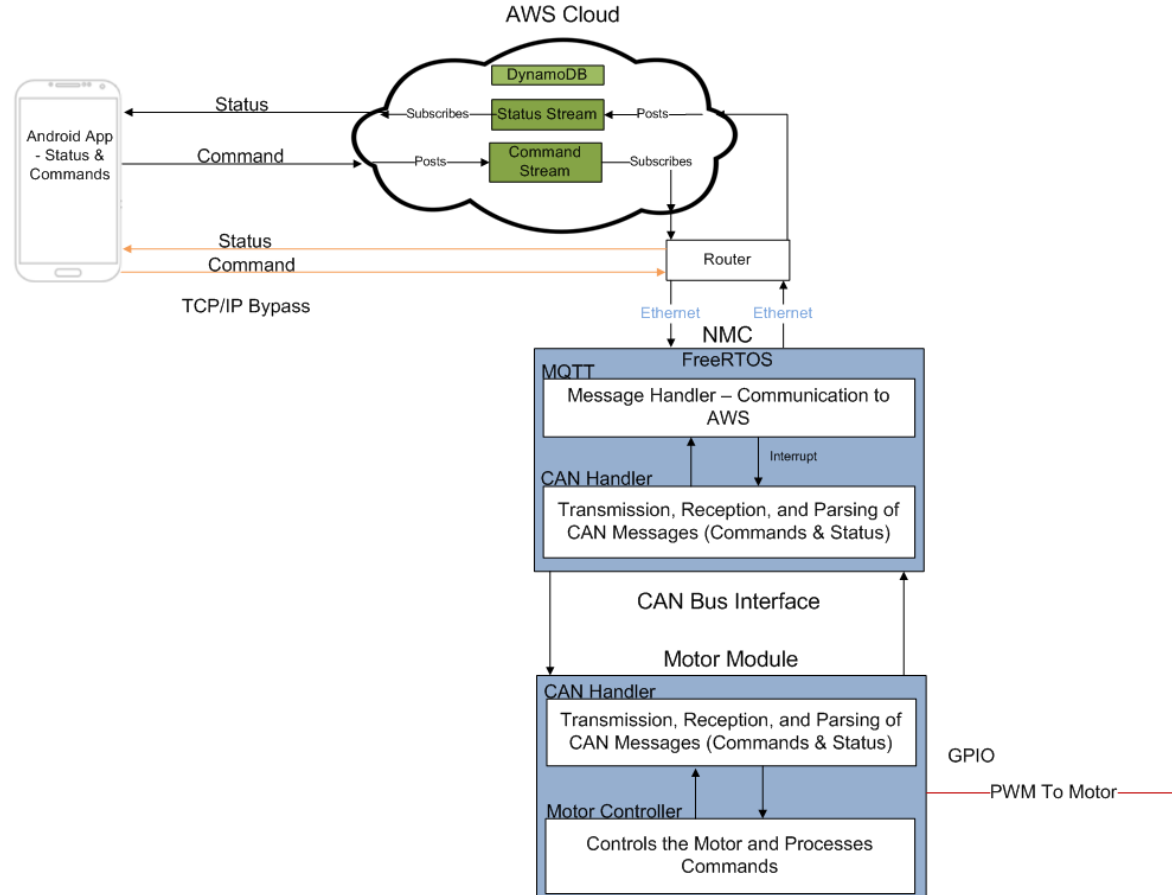 AWS Cloud
DynamoDB
Status
Subscribes
Status Stream
Posts
Android App
- Status &
Commands
Command
Posts
Command
Stream
Subscribes
Status
Command
Router
TCP/IP Bypass
Ethernet
Ethernet
NMC
FreeRTOS
MQTT
Message Handler – Communication to
AWS
Interrupt
CAN Handler
Transmission, Reception, and Parsing of
CAN Messages (Commands & Status)
CAN Bus Interface
Motor Module
CAN Handler
Transmission, Reception, and Parsing of
CAN Messages (Commands & Status)
GPIO
PWM To Motor
Motor Controller
Controls the Motor and Processes
Commands